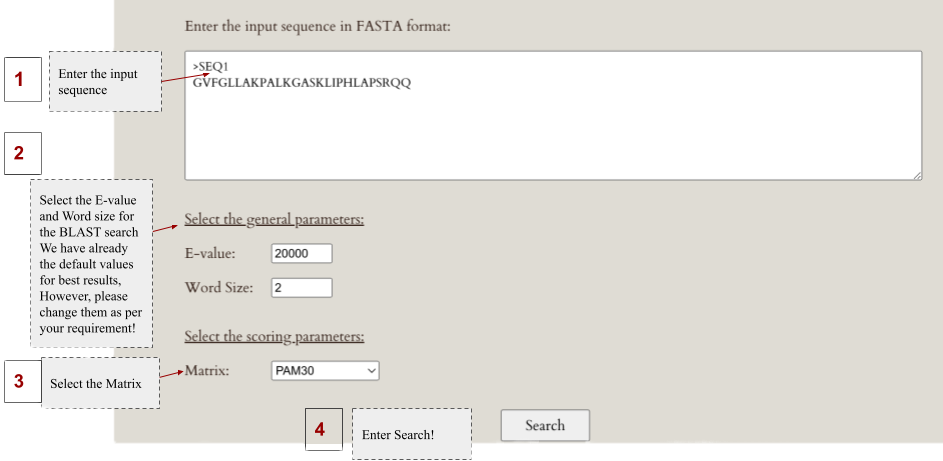 Enter the input sequence in FASTA format:
1
Enter the input
sequence
>SEQ1
GVFGLLAKPALKGASKLIPHLAPSRQQ
2
Select the E-value
and Word size for
the BLAST search
We have already
the default values
for best results,
However, please
change them as per
your requirement!
Select the general parameters:
E-value: 20000
Word Size: 2
Select the scoring parameters:
3
Select the Matrix
Matrix: PAM30
4
Enter Search!
Search